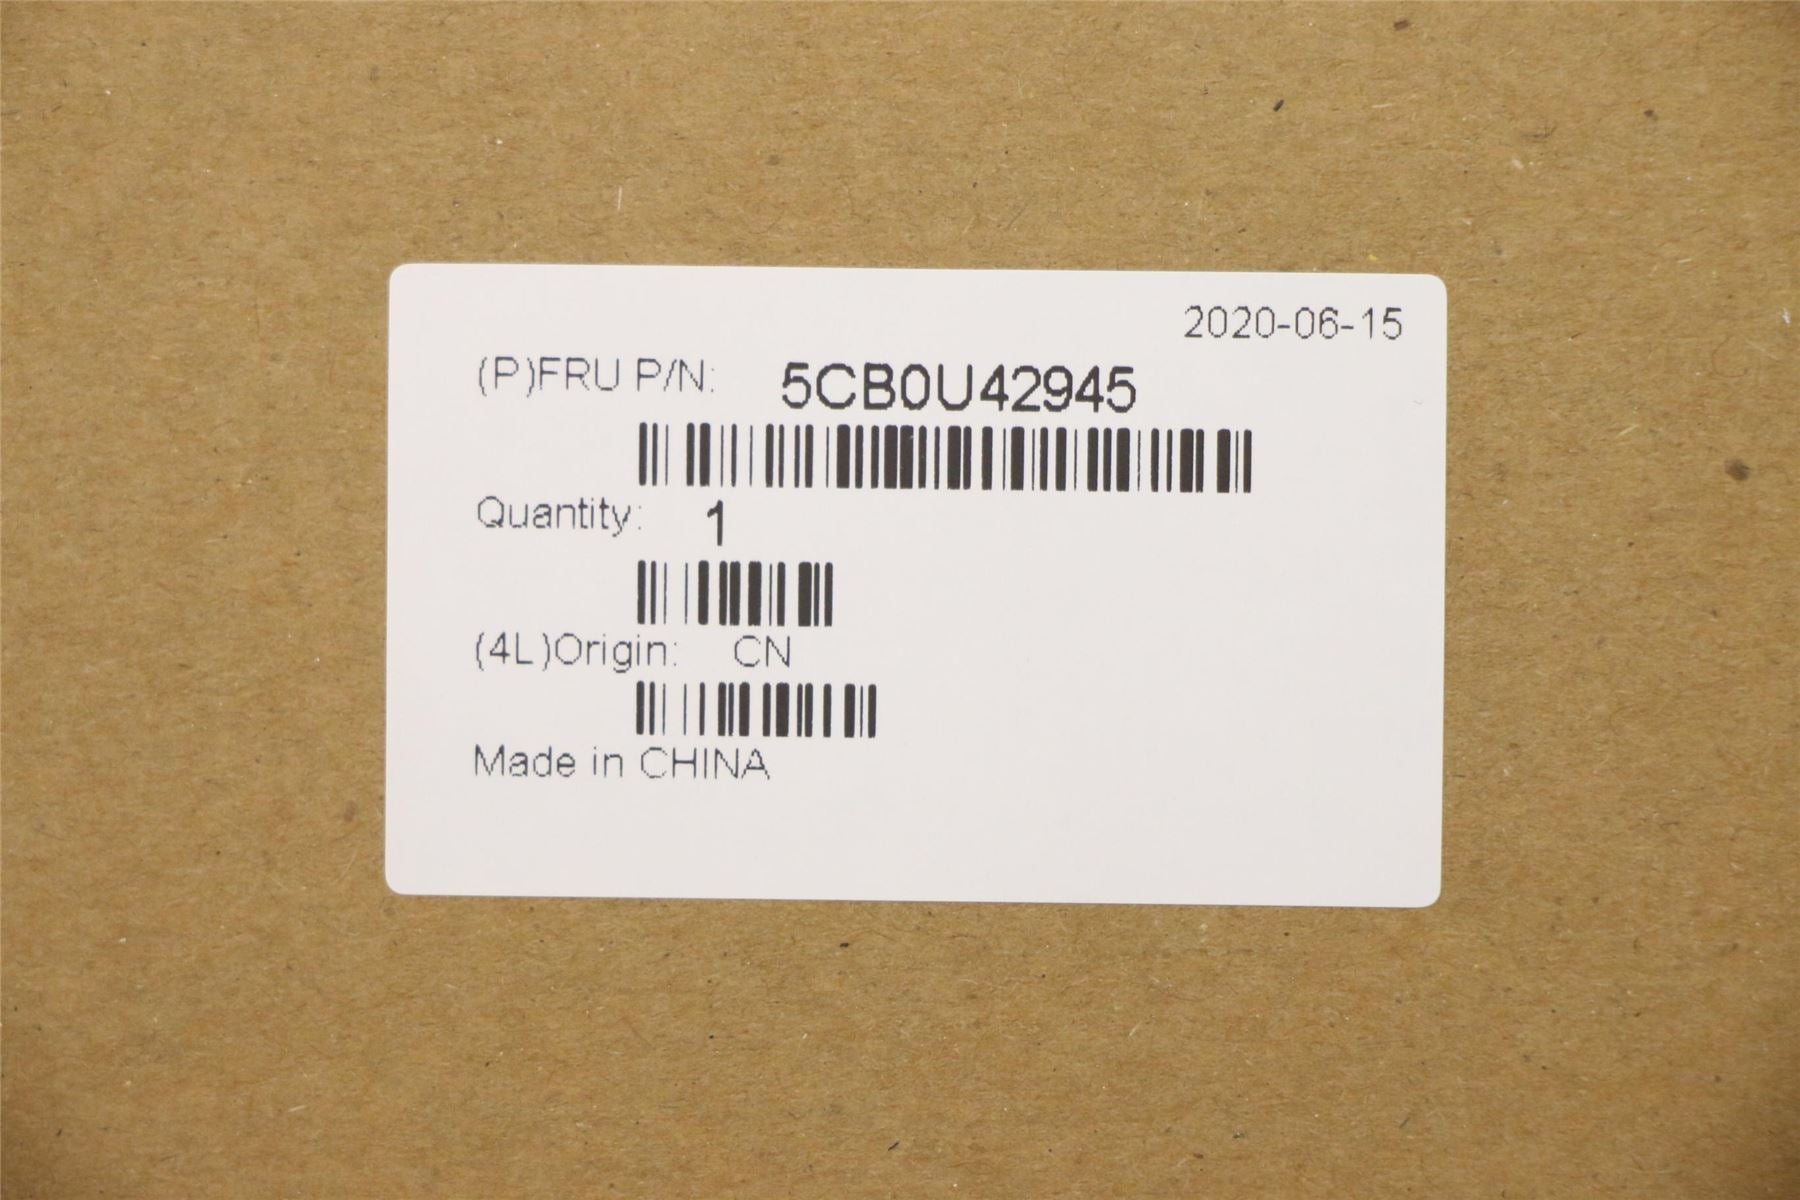 2020-06-15
(P)FRU P/N: 5CB0U42945
Quantity: 1
(4L)Origin: CN
Made in CHINA